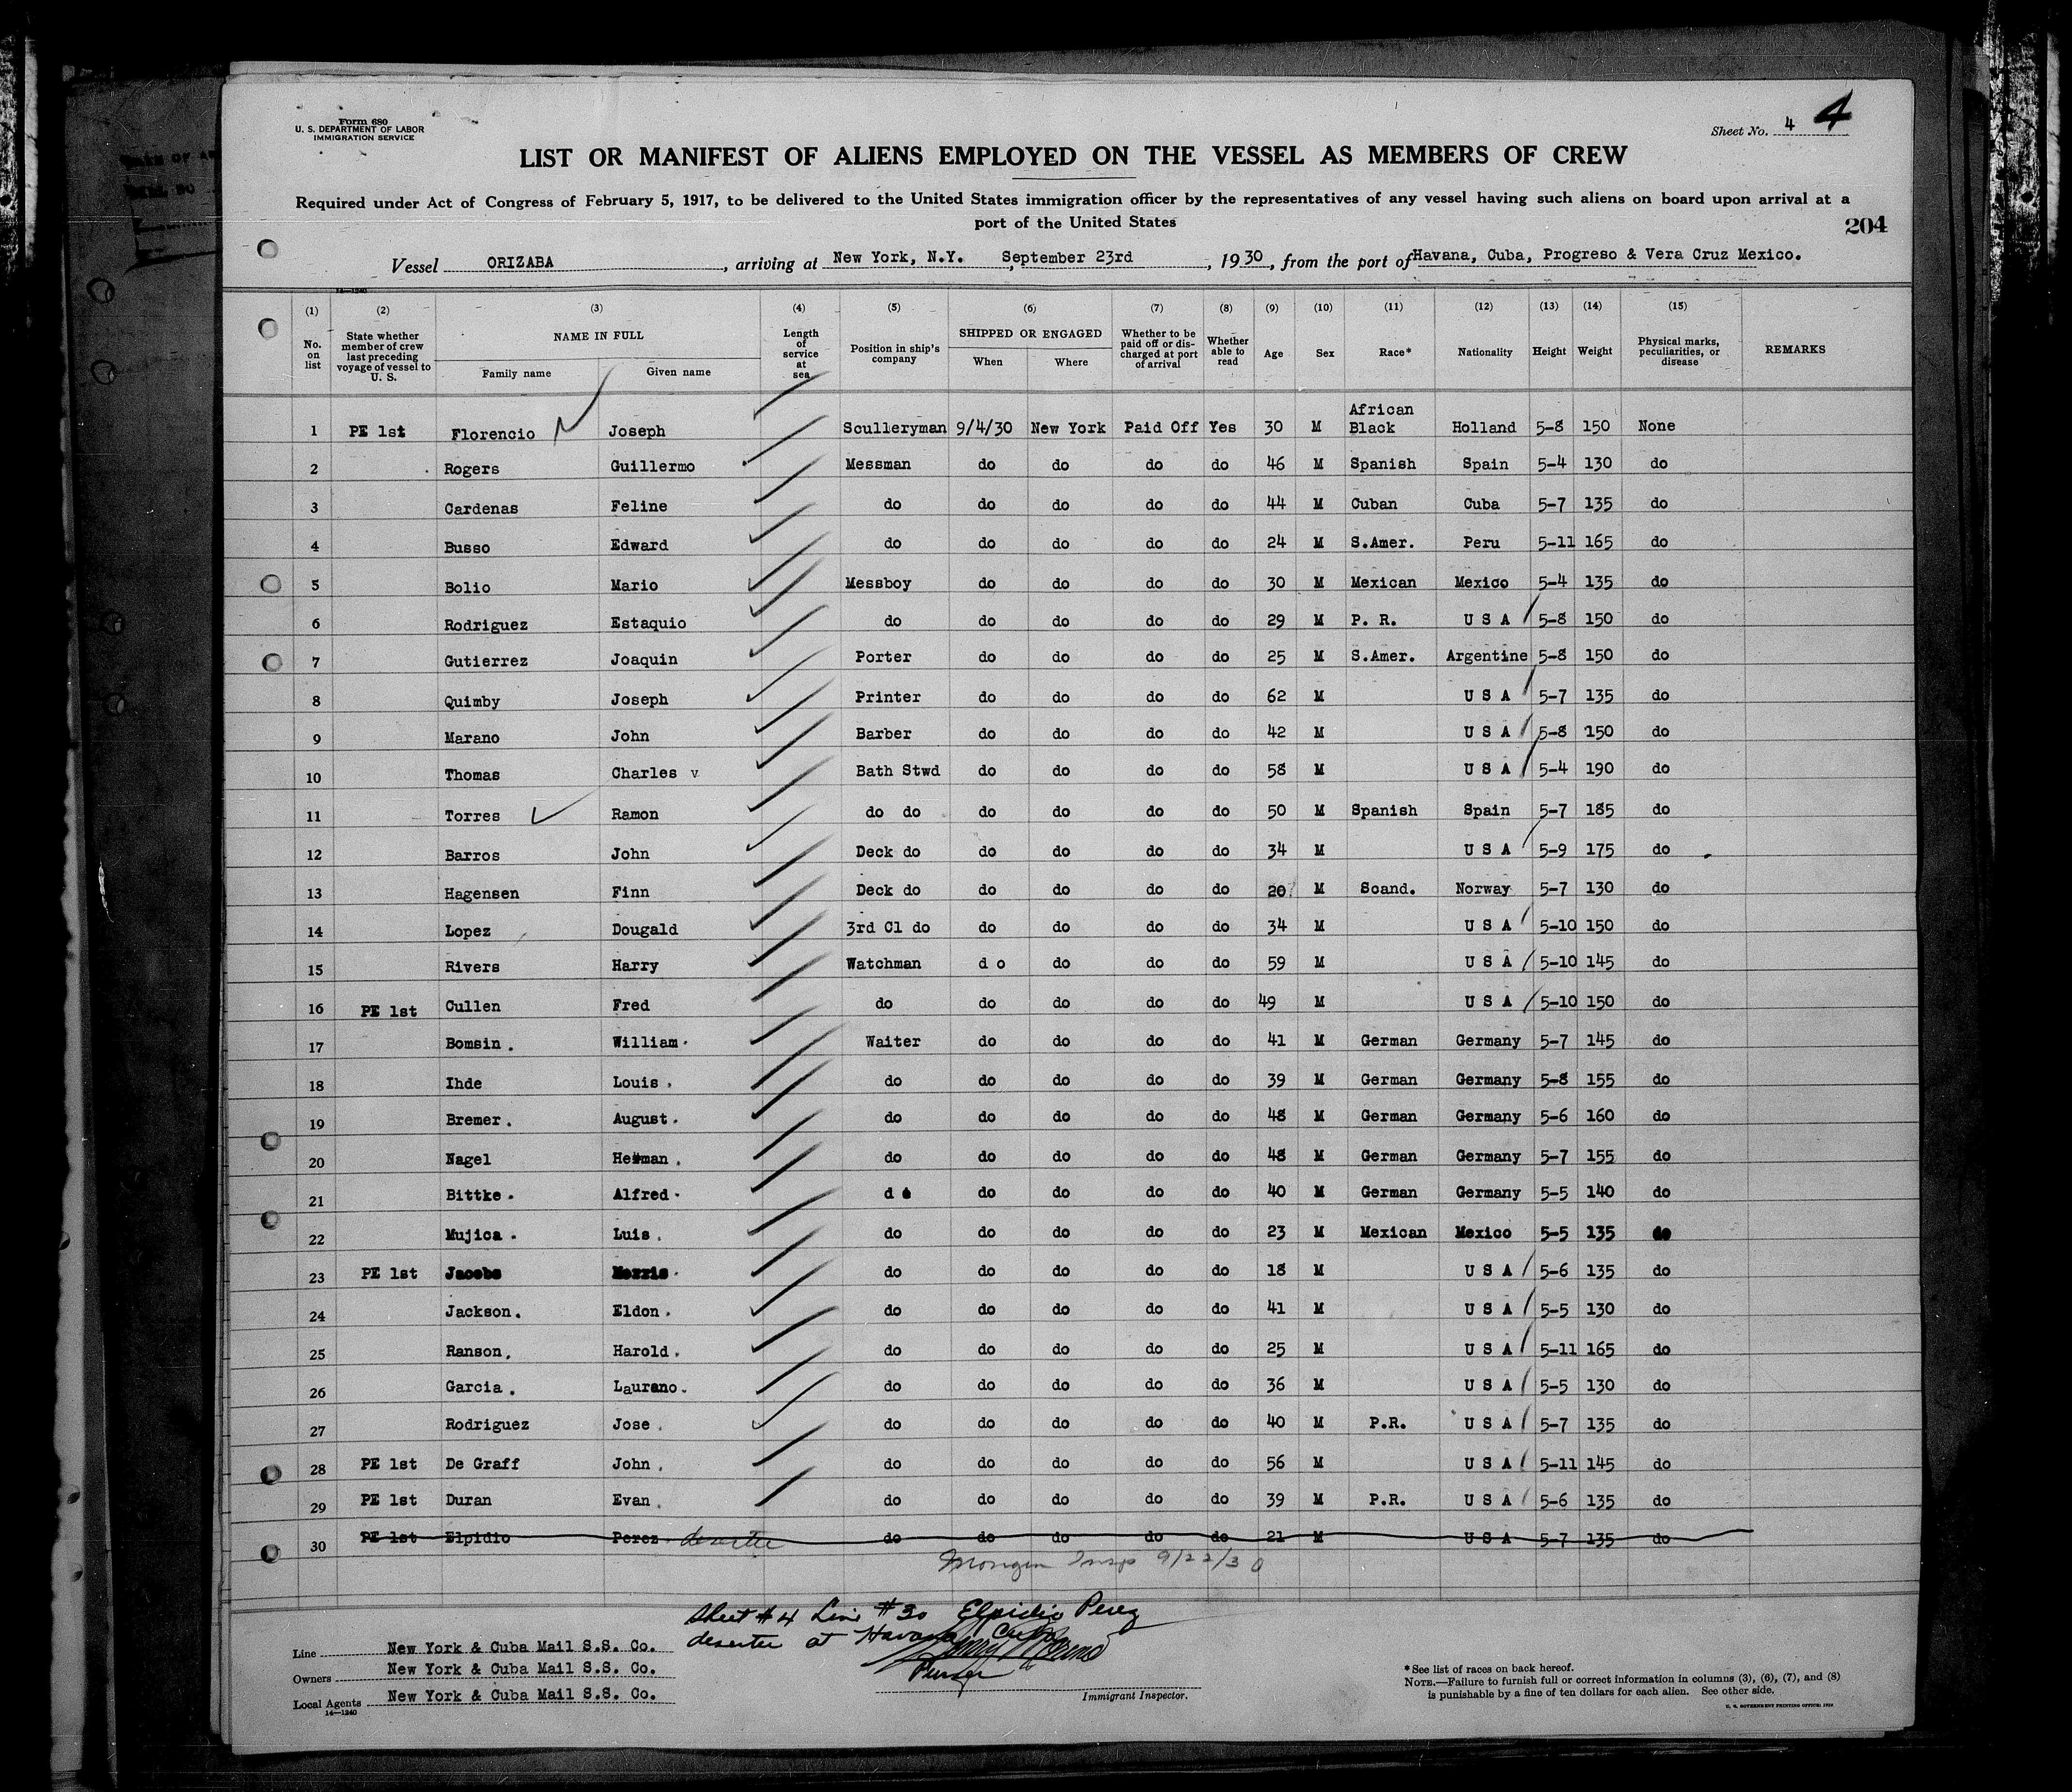 Form 680
U. S. DEPARTMENT OF LABOR
IMMIGRATION SERVICE
Sheet No. 4 4
LIST OR MANIFEST OF ALIENS EMPLOYED ON THE VESSEL AS MEMBERS OF CREW
Required under Act of Congress of February 5, 1917, to be delivered to the United States immigration officer by the representatives of any vessel having such aliens on board upon arrival at a
port of the United States
204
Vessel ORIZABA, arriving at New York, N.Y. September 23rd, 1930, from the port of Havana, Cuba, Progreso & Vera Cruz Mexico.
(1) (2) (3) (4) (5) (6) (7) (8) (9) (10) (11) (12) (13) (14) (15)
No. on list | State whether member of crew last preceding voyage of vessel to U. S. | NAME IN FULL | Family name | Given name | Length of service at sea | Position in ship's company | SHIPPED OR ENGAGED | When | Where | Whether to be paid off or discharged at port of arrival | Whether able to read | Age | Sex | Race* | Nationality | Height | Weight | Physical marks, peculiarities, or disease | REMARKS
1 PE 1st Florencio Joseph Sculleryman 9/4/30 New York Paid Off Yes 30 M African Black Holland 5-8 150 None
2 Rogers Guillermo Messman do do do do 46 M Spanish Spain 5-4 130 do
3 Cardenas Feline do do do do do 44 M Cuban Cuba 5-7 135 do
4 Busso Edward do do do do do 24 M S.Amer. Peru 5-11 165 do
5 Bolio Mario Messboy do do do do 30 M Mexican Mexico 5-4 135 do
6 Rodriguez Estaquio do do do do do 29 M P. R. U S A 5-8 150 do
7 Gutierrez Joaquin Porter do do do do 25 M S.Amer. Argentine 5-8 150 do
8 Quimby Joseph Printer do do do do 62 M U S A 5-7 135 do
9 Marano John Barber do do do do 42 M U S A 5-8 150 do
10 Thomas Charles v Bath Stwd do do do do 58 M U S A 5-4 190 do
11 Torres Ramon do do do do do do 50 M Spanish Spain 5-7 185 do
12 Barros John Deck do do do do do 34 M U S A 5-9 175 do
13 Hagensen Finn Deck do do do do do 20 M Scand. Norway 5-7 130 do
14 Lopez Dougald 3rd Cl do do do do do 34 M U S A 5-10 150 do
15 Rivers Harry Watchman d o do do do 59 M U S A 5-10 145 do
16 PE 1st Cullen Fred do do do do do 49 M U S A 5-10 150 do
17 Bomsin. William. Waiter do do do do 41 M German Germany 5-7 145 do
18 Ihde Louis. do do do do do 39 M German Germany 5-8 155 do
19 Bremer. August. do do do do do 48 M German Germany 5-6 160 do
20 Nagel Herman. do do do do do 48 M German Germany 5-7 155 do
21 Bittke. Alfred. d o do do do do 40 M German Germany 5-5 140 do
22 Mujica. Luis. do do do do do 23 M Mexican Mexico 5-5 135 do
23 PE 1st Jacobs Morris. do do do do do 18 M U S A 5-6 135 do
24 Jackson. Eldon. do do do do do 41 M U S A 5-5 130 do
25 Ranson. Harold. do do do do do 25 M U S A 5-11 165 do
26 Garcia. Laurano. do do do do do 36 M U S A 5-5 130 do
27 Rodriguez Jose. do do do do do 40 M P.R. U S A 5-7 135 do
28 PE 1st De Graff John. do do do do do 56 M U S A 5-11 145 do
29 PE 1st Duran Evan. do do do do do 39 M P.R. U S A 5-6 135 do
30 PE 1st Elpidio Perez deserter do do do do do 21 M U S A 5-7 135 do
Insp 9/22/30
Sheet #4 Line #30 Elpidio Perez
deserter at Havana Cuba
Purser
Immigrant Inspector.
Line New York & Cuba Mail S.S. Co.
Owners New York & Cuba Mail S.S. Co.
Local Agents New York & Cuba Mail S.S. Co.
14—1240
*See list of races on back hereof.
NOTE.—Failure to furnish full or correct information in columns (3), (6), (7), and (8)
is punishable by a fine of ten dollars for each alien. See other side.